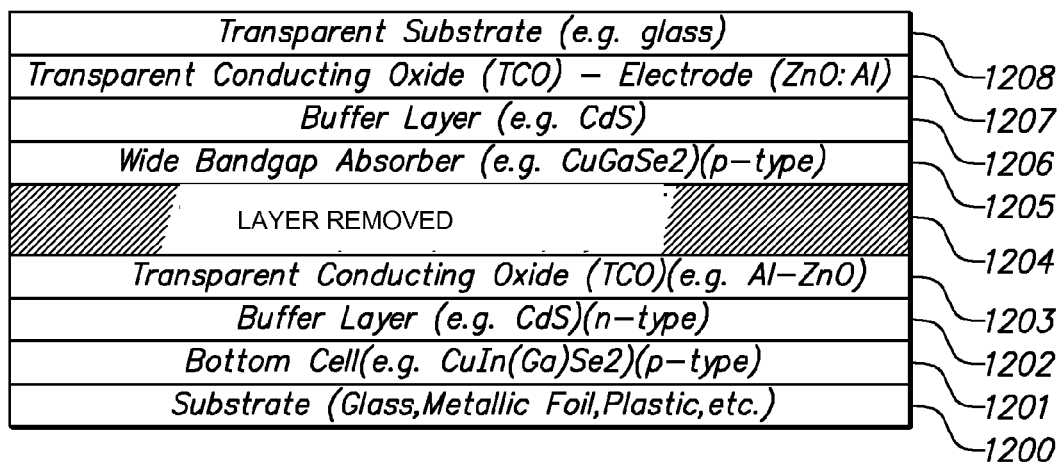 Transparent Substrate (e.g. glass)
Transparent Conducting Oxide (TCO) – Electrode (ZnO:Al)
Buffer Layer (e.g. CdS)
Wide Bandgap Absorber (e.g. CuGaSe2)(p-type)
LAYER REMOVED
Transparent Conducting Oxide (TCO)(e.g. Al-ZnO)
Buffer Layer (e.g. CdS)(n-type)
Bottom Cell(e.g. CuIn(Ga)Se2)(p-type)
Substrate (Glass,Metallic Foil,Plastic,etc.)
1208
1207
1206
1205
1204
1203
1202
1201
1200